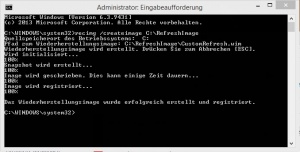 Administrator: Eingabeaufforderung
Microsoft Windows [Version 6.3.9431]
(c) 2013 Microsoft Corporation. Alle Rechte vorbehalten.
C:\WINDOWS\system32>recimg /createimage C:\RefreshImage
Quellspeicherort des Betriebssystems: C:
Pfad zum Wiederherstellungsimage: C:\RefreshImage\CustomRefresh.wim
Wiederherstellungsimage wird erstellt. Drücken Sie zum Abbrechen [ESC].
Wird initialisiert...
100%
Snapshot wird erstellt...
100%
Image wird geschrieben. Dies kann einige Zeit dauern...
100%
Image wird registriert...
100%
Das Wiederherstellungsimage wurde erfolgreich erstellt und registriert.
C:\WINDOWS\system32>